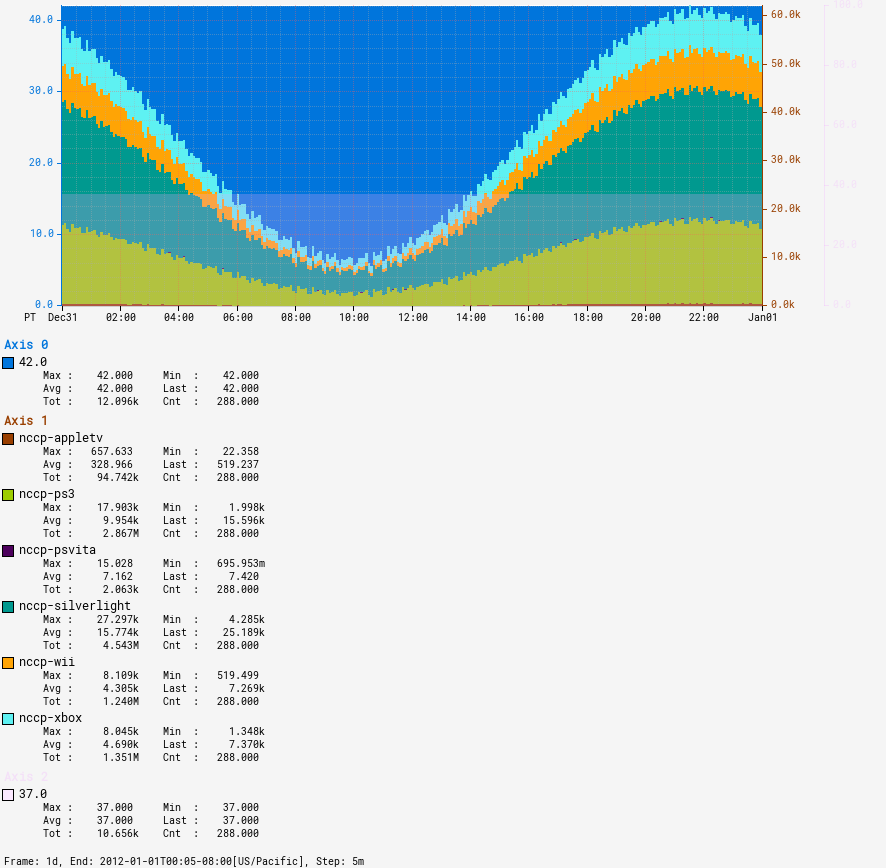 40.0
30.0
20.0
10.0
0.0
60.0k
50.0k
40.0k
30.0k
20.0k
10.0k
0.0k
100.0
80.0
60.0
40.0
20.0
0.0
PT Dec31 02:00 04:00 06:00 08:00 10:00 12:00 14:00 16:00 18:00 20:00 22:00 Jan01
Axis 0
42.0
Max : 42.000 Min : 42.000
Avg : 42.000 Last : 42.000
Tot : 12.096k Cnt : 288.000
Axis 1
nccp-appletv
Max : 657.633 Min : 22.358
Avg : 328.966 Last : 519.237
Tot : 94.742k Cnt : 288.000
nccp-ps3
Max : 17.903k Min : 1.998k
Avg : 9.954k Last : 15.596k
Tot : 2.867M Cnt : 288.000
nccp-psvita
Max : 15.028 Min : 695.953m
Avg : 7.162 Last : 7.420
Tot : 2.063k Cnt : 288.000
nccp-silverlight
Max : 27.297k Min : 4.285k
Avg : 15.774k Last : 25.189k
Tot : 4.543M Cnt : 288.000
nccp-wii
Max : 8.109k Min : 519.499
Avg : 4.305k Last : 7.269k
Tot : 1.240M Cnt : 288.000
nccp-xbox
Max : 8.045k Min : 1.348k
Avg : 4.690k Last : 7.370k
Tot : 1.351M Cnt : 288.000
Axis 2
37.0
Max : 37.000 Min : 37.000
Avg : 37.000 Last : 37.000
Tot : 10.656k Cnt : 288.000
Frame: 1d, End: 2012-01-01T00:05-08:00[US/Pacific], Step: 5m